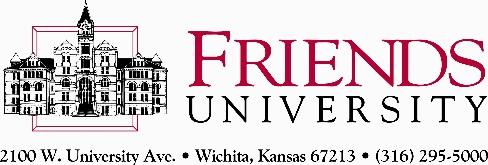 FRIENDS
UNIVERSITY
2100 W. University Ave. • Wichita, Kansas 67213 • (316) 295-5000